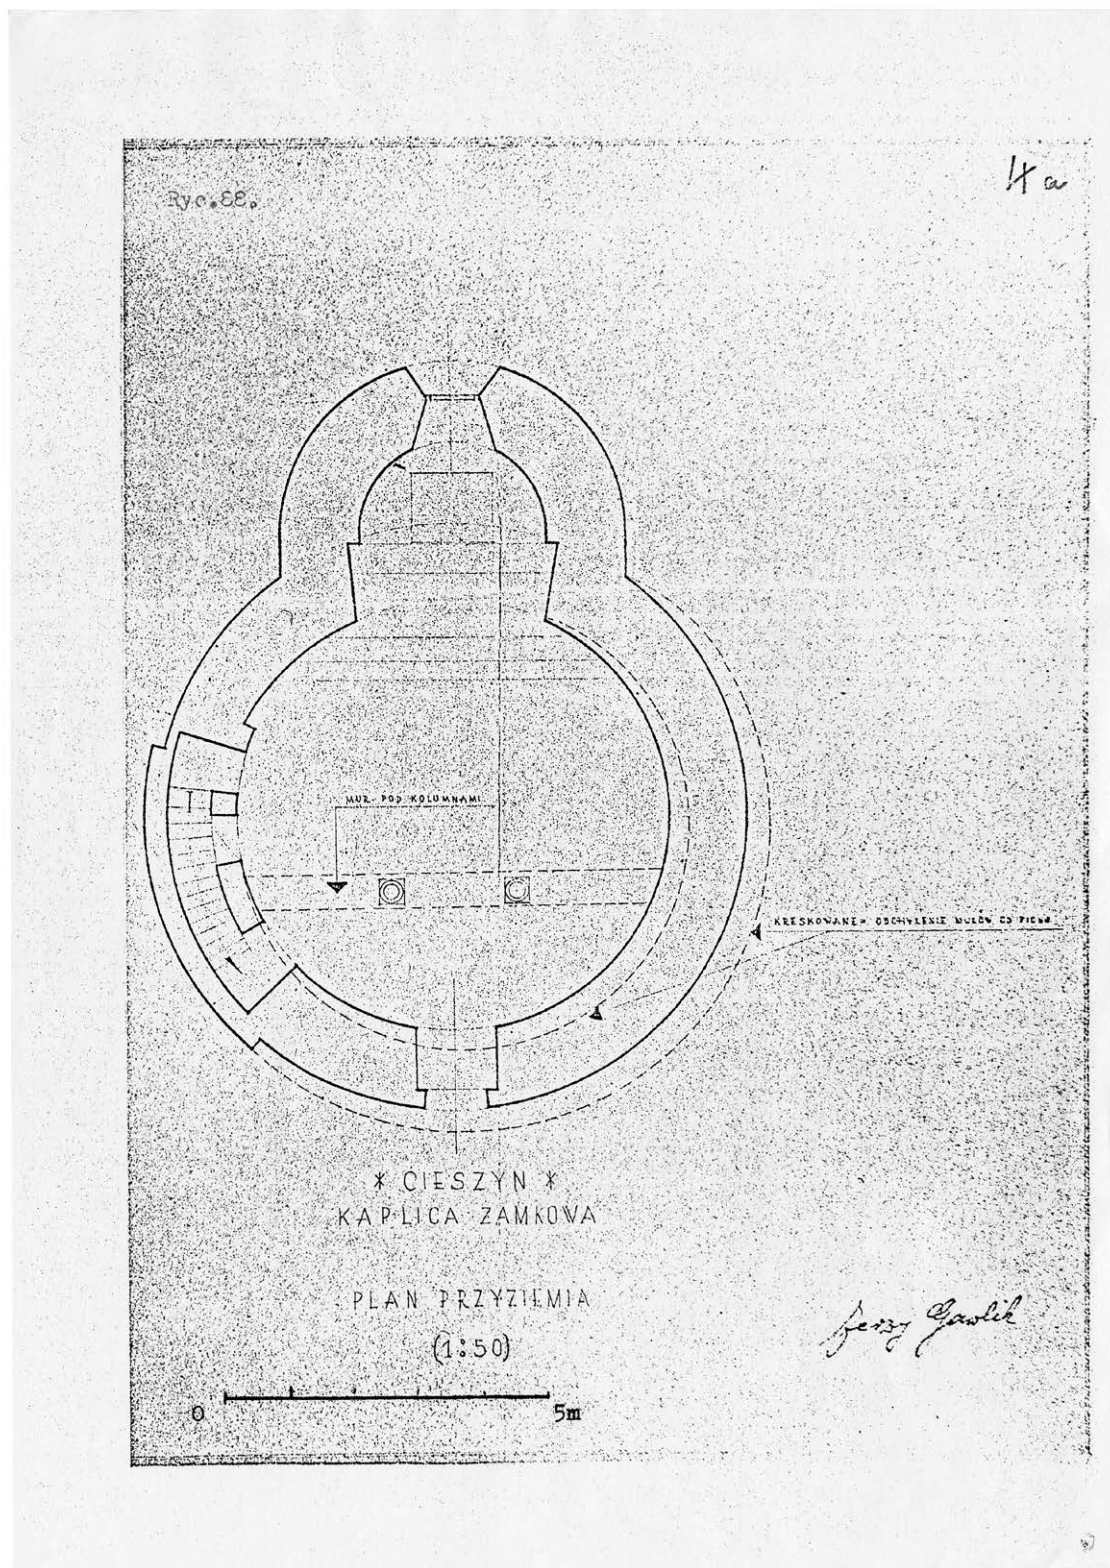 Ryc.88.
4a
MUR POD KOLUMNAMI
KRESKOWANE = ODCHYLENIE MURÓW OD PIONU
* CIESZYN *
KAPLICA ZAMKOWA
PLAN PRZYZIEMIA
(1:50)
0 5m
Jerzy Gawlik